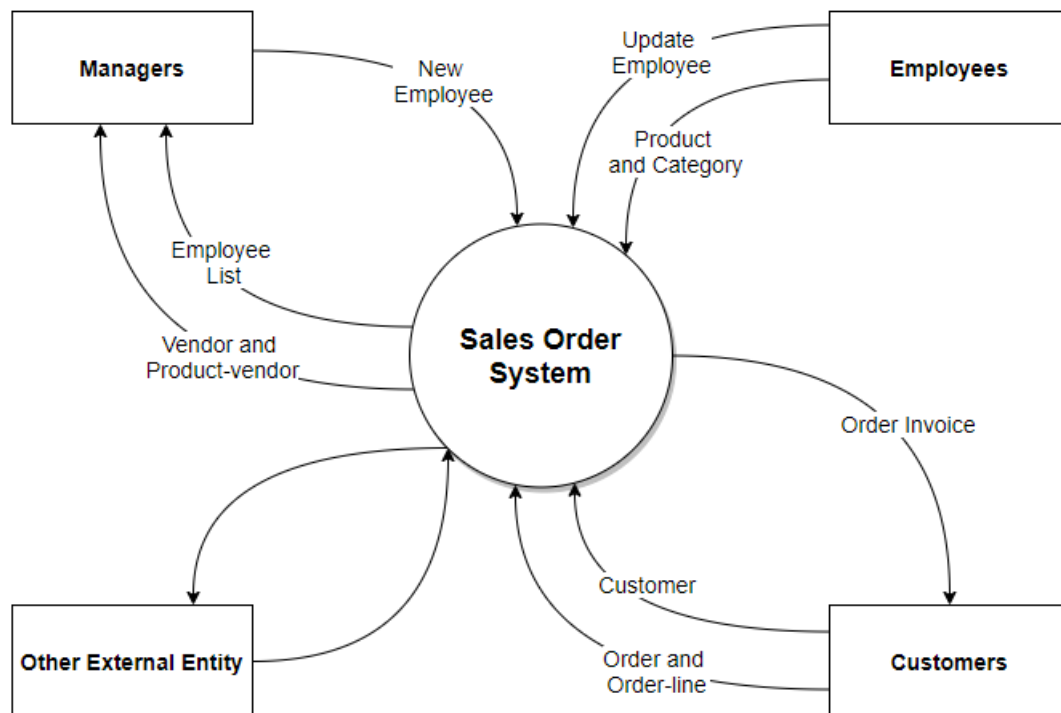 Managers
New
Employee
Update
Employee
Employees
Product
and Category
Employee
List
Vendor and
Product-vendor
Sales Order
System
Order Invoice
Customer
Other External Entity
Order and
Order-line
Customers